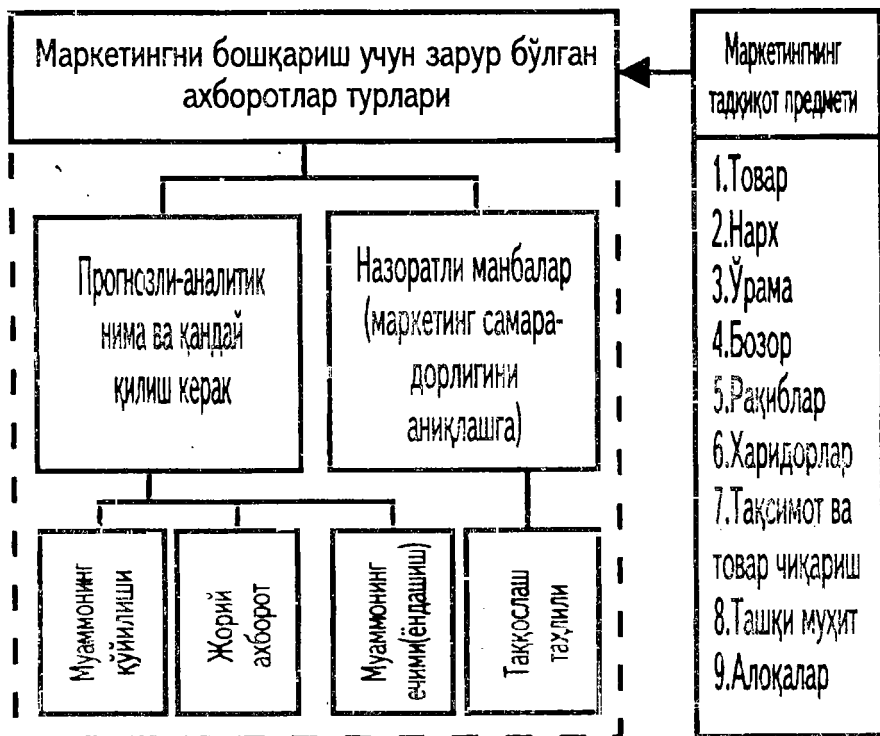 Маркетингни бошқариш учун зарур бўлган
ахборотлар турлари
Прогнозли-аналитик
нима ва қандай
қилиш керак
Назоратли манбалар
(маркетинг самара-
дорлигини
аниқлашга)
Муаммонинг
қўйилиши
Жорий
ахборот
Муаммонинг
ечими(ёндашиш)
Таққослаш
таҳлили
Маркетингнинг
тадқиқот предмети
1.Товар
2.Нарх
3.Ўрама
4.Бозор
5.Рақиблар
6.Харидорлар
7.Тақсимот ва
товар чиқариш
8.Ташқи муҳит
9.Алоқалар